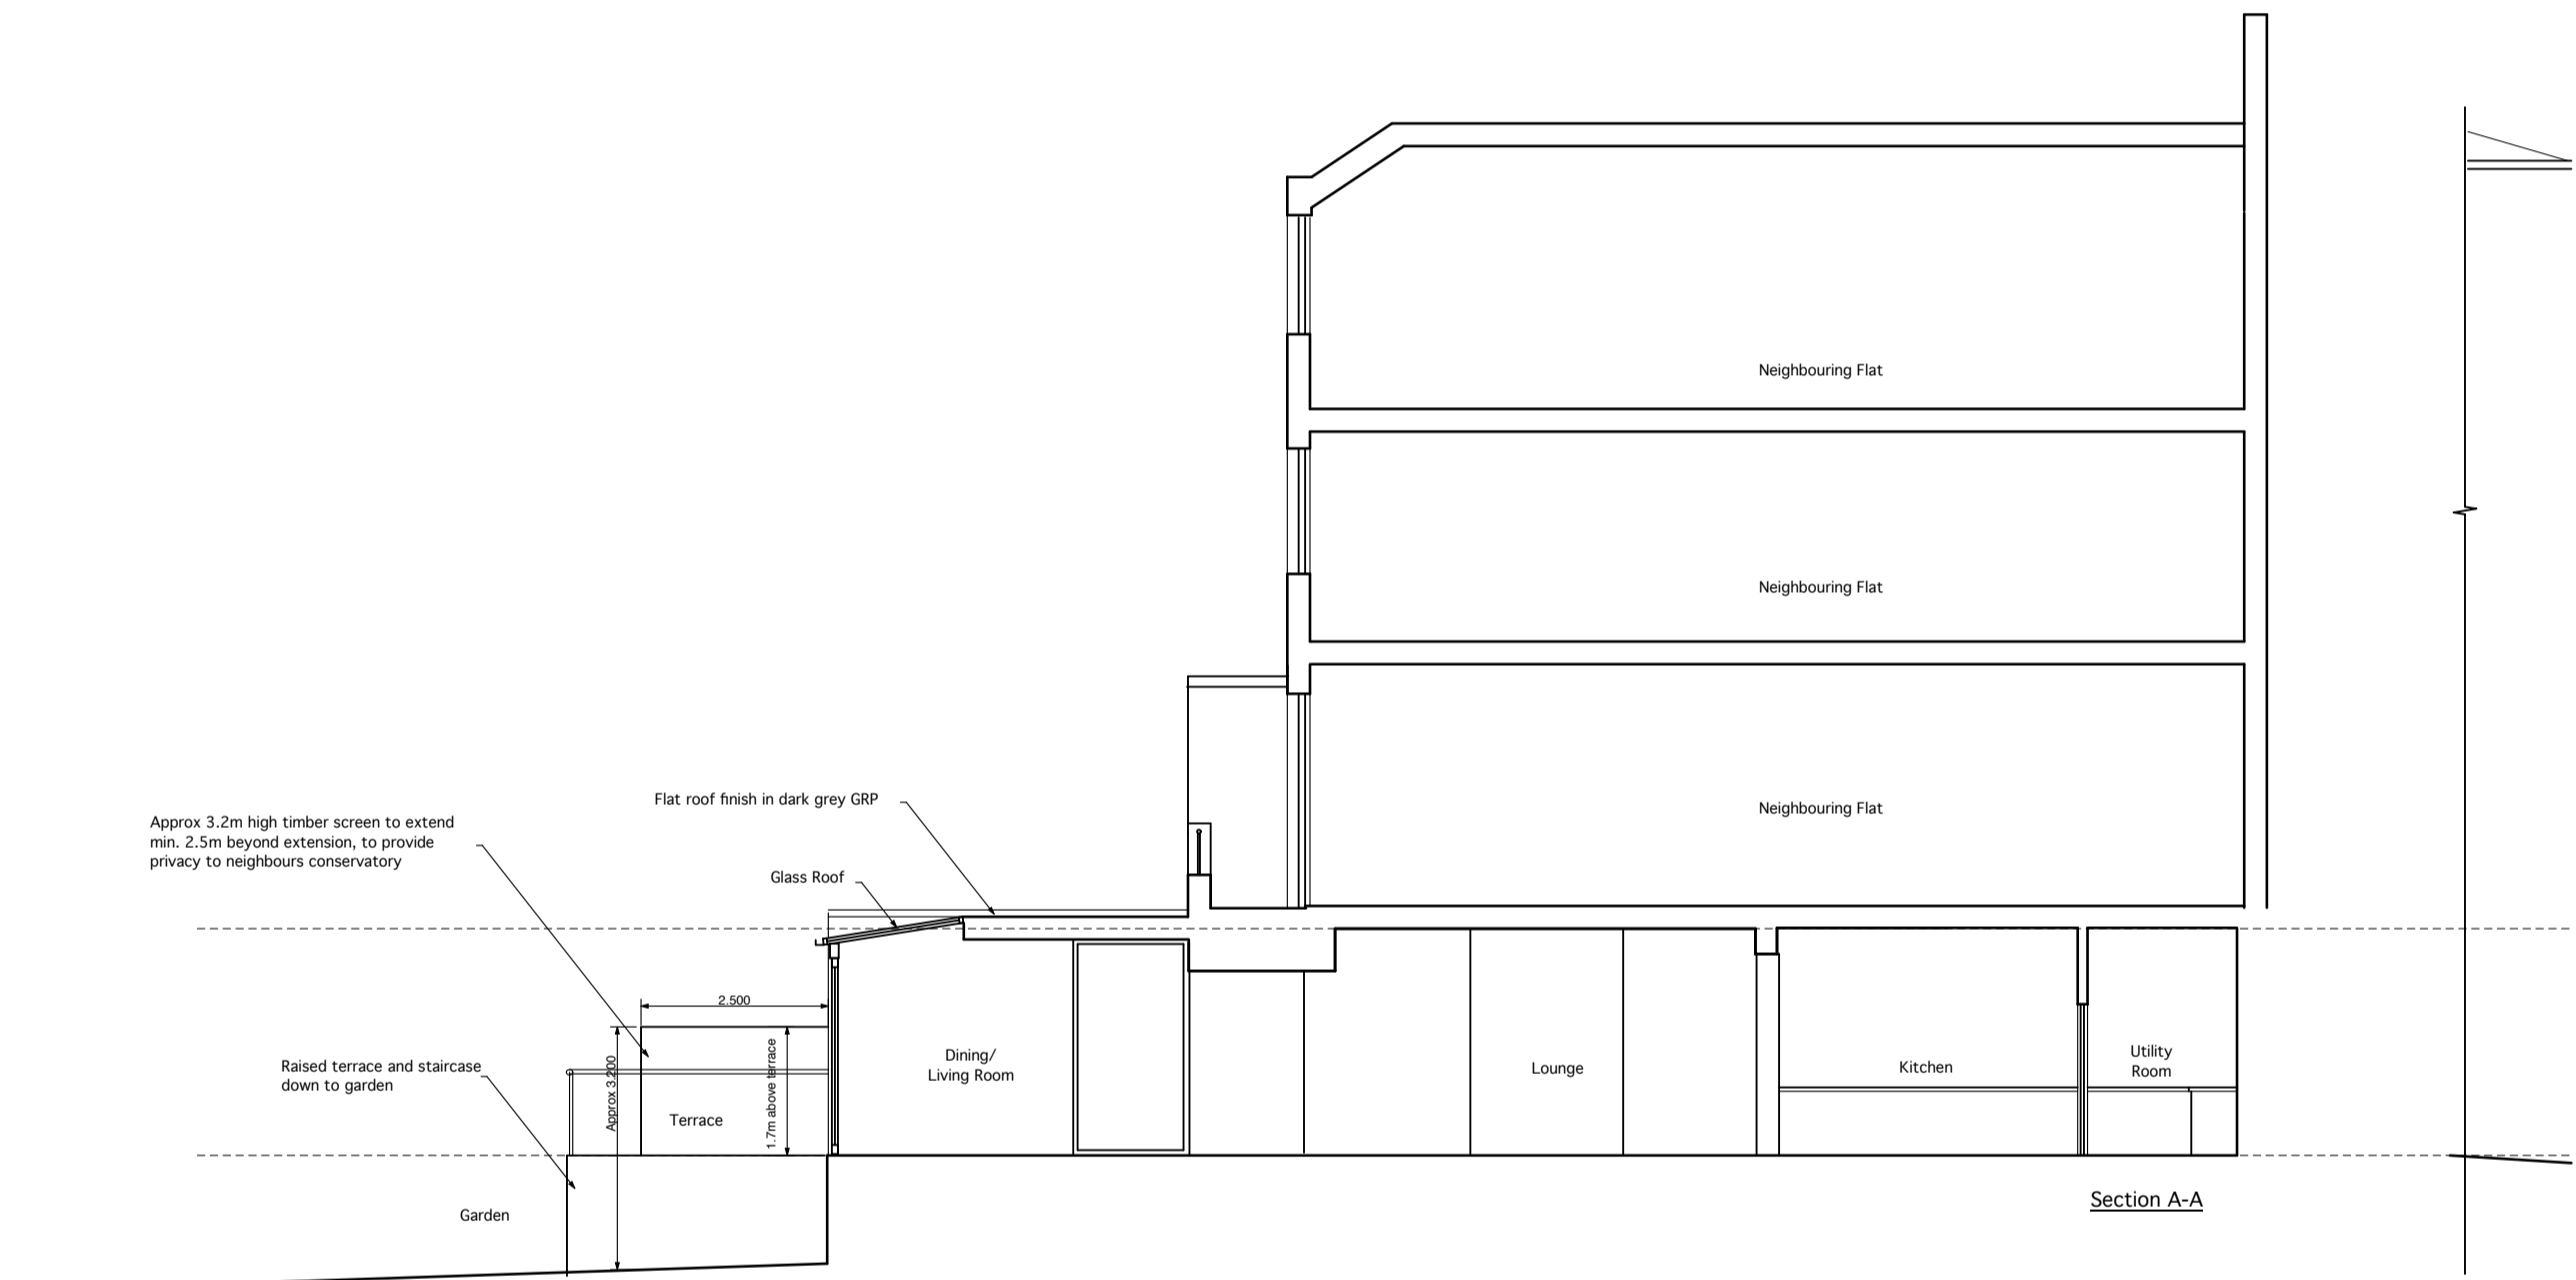 Neighbouring Flat
Neighbouring Flat
Neighbouring Flat
Flat roof finish in dark grey GRP
Approx 3.2m high timber screen to extend
min. 2.5m beyond extension, to provide
privacy to neighbours conservatory
Glass Roof
2.500
Approx 3.200
1.7m above terrace
Raised terrace and staircase
down to garden
Terrace
Dining/
Living Room
Lounge
Kitchen
Utility
Room
Garden
Section A-A